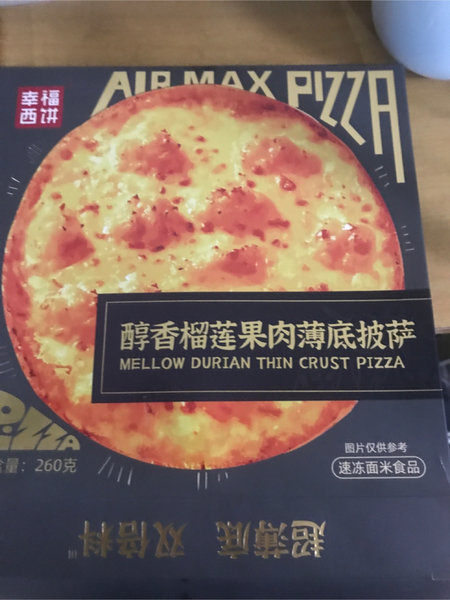 幸福
西饼
AIR MAX PIZZA
醇香榴莲果肉薄底披萨
MELLOW DURIAN THIN CRUST PIZZA
PIZZA
图片仅供参考
含量：260克
速冻面米食品
超薄底 双倍料